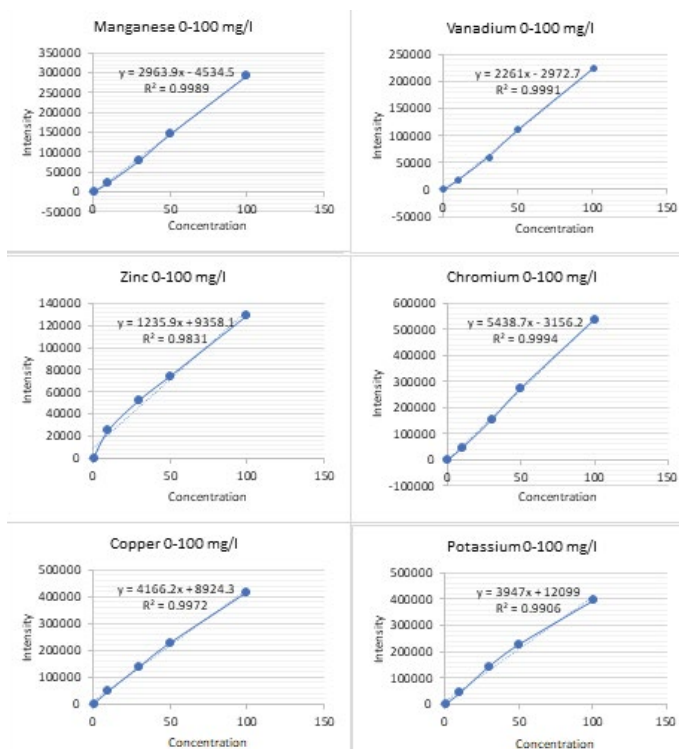 Manganese 0-100 mg/l
350000
300000
250000
200000
150000
100000
50000
0
-50000
Intensity
y = 2963.9x - 4534.5
R² = 0.9989
0 50 100 150
Concentration
Vanadium 0-100 mg/l
250000
200000
150000
100000
50000
0
-50000
Intensity
y = 2261x - 2972.7
R² = 0.9991
0 50 100 150
Concentration
Zinc 0-100 mg/l
140000
120000
100000
80000
60000
40000
20000
0
Intensity
y = 1235.9x + 9358.1
R² = 0.9831
0 50 100 150
Concentration
Chromium 0-100 mg/l
600000
500000
400000
300000
200000
100000
0
-100000
Intensity
y = 5438.7x - 3156.2
R² = 0.9994
0 50 100 150
Concentration
Copper 0-100 mg/l
500000
400000
300000
200000
100000
0
Intensity
y = 4166.2x + 8924.3
R² = 0.9972
0 50 100 150
Concentration
Potassium 0-100 mg/l
500000
400000
300000
200000
100000
0
Intensity
y = 3947x + 12099
R² = 0.9906
0 50 100 150
Concentration